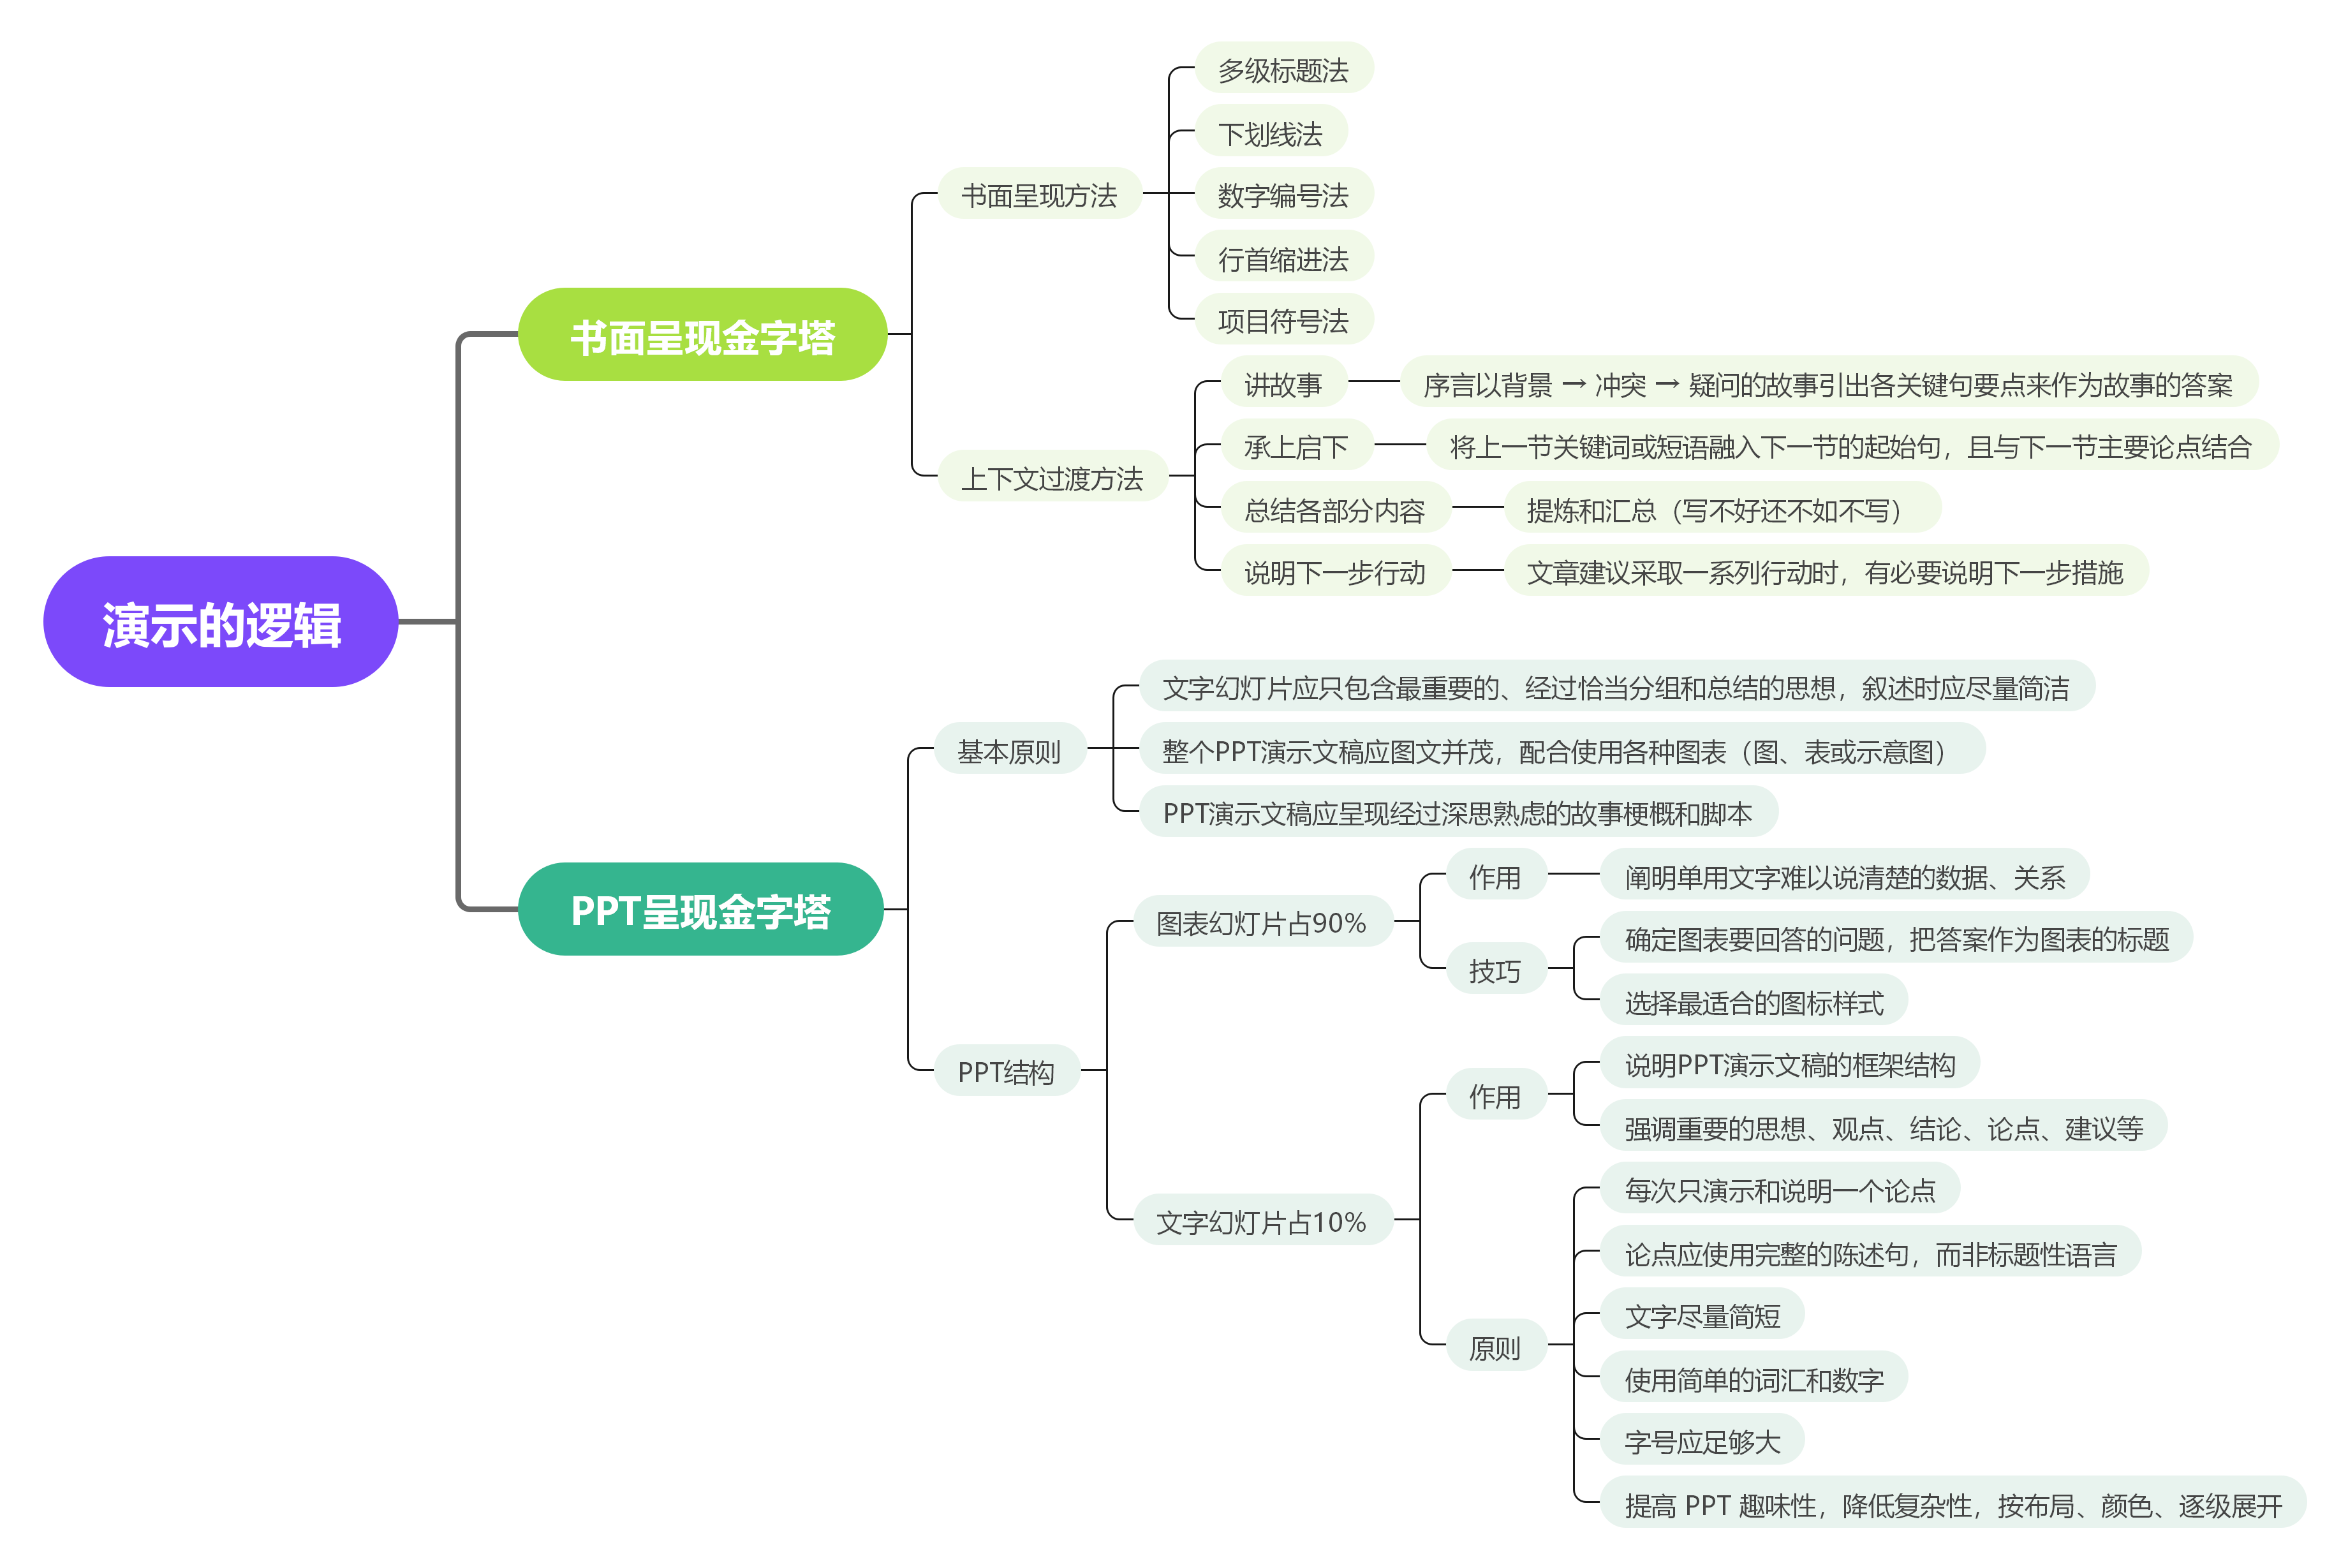 演示的逻辑
书面呈现金字塔
书面呈现方法
多级标题法
下划线法
数字编号法
行首缩进法
项目符号法
上下文过渡方法
讲故事
序言以背景 → 冲突 → 疑问的故事引出各关键句要点来作为故事的答案
承上启下
将上一节关键词或短语融入下一节的起始句，且与下一节主要论点结合
总结各部分内容
提炼和汇总（写不好还不如不写）
说明下一步行动
文章建议采取一系列行动时，有必要说明下一步措施
PPT呈现金字塔
基本原则
文字幻灯片应只包含最重要的、经过恰当分组和总结的思想，叙述时应尽量简洁
整个PPT演示文稿应图文并茂，配合使用各种图表（图、表或示意图）
PPT演示文稿应呈现经过深思熟虑的故事梗概和脚本
PPT结构
图表幻灯片占90%
作用
阐明单用文字难以说清楚的数据、关系
技巧
确定图表要回答的问题，把答案作为图表的标题
选择最适合的图标样式
文字幻灯片占10%
作用
说明PPT演示文稿的框架结构
强调重要的思想、观点、结论、论点、建议等
原则
每次只演示和说明一个论点
论点应使用完整的陈述句，而非标题性语言
文字尽量简短
使用简单的词汇和数字
字号应足够大
提高 PPT 趣味性，降低复杂性，按布局、颜色、逐级展开